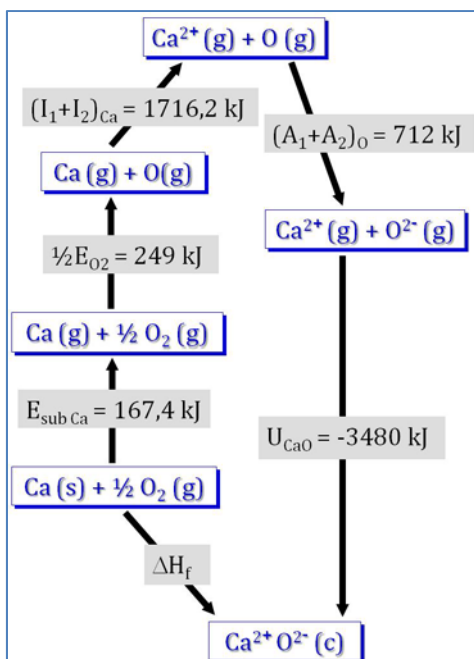 Ca²⁺ (g) + O (g)
(I₁+I₂)Ca = 1716,2 kJ
(A₁+A₂)O = 712 kJ
Ca (g) + O(g)
Ca²⁺ (g) + O²⁻ (g)
½EO₂ = 249 kJ
Ca (g) + ½ O₂ (g)
Esub Ca = 167,4 kJ
UCaO = -3480 kJ
Ca (s) + ½ O₂ (g)
ΔHf
Ca²⁺ O²⁻ (c)